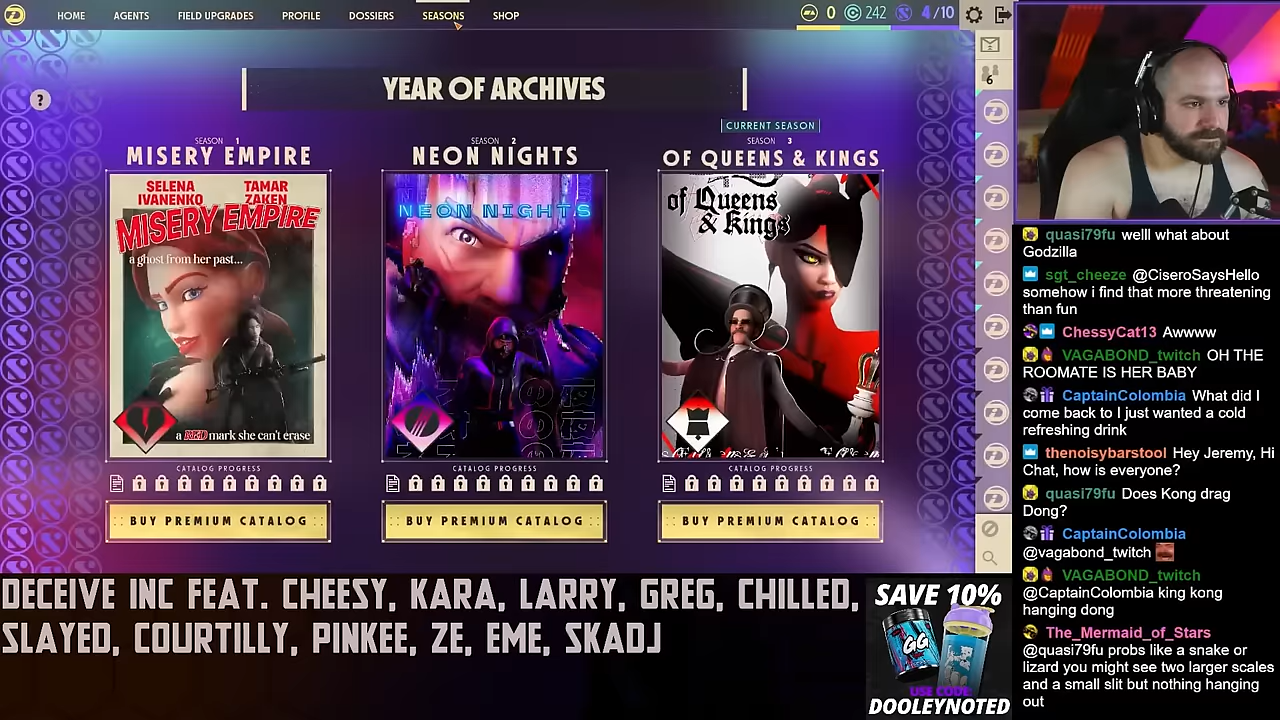 HOME AGENTS FIELD UPGRADES PROFILE DOSSIERS SEASONS SHOP 0 242 4/10
6
YEAR OF ARCHIVES
?
SEASON 1
MISERY EMPIRE
SELENA IVANENKO
TAMAR ZAKEN
MISERY EMPIRE
a ghost from her past...
a RED mark she can't erase
CATALOG PROGRESS
BUY PREMIUM CATALOG
SEASON 2
NEON NIGHTS
NEON NIGHTS
CATALOG PROGRESS
BUY PREMIUM CATALOG
CURRENT SEASON
SEASON 3
OF QUEENS & KINGS
of Queens
& Kings
CATALOG PROGRESS
BUY PREMIUM CATALOG
DECEIVE INC FEAT. CHEESY, KARA, LARRY, GREG, CHILLED,
SLAYED, COURTILLY, PINKEE, ZE, EME, SKADJ
SAVE 10%
GG
USE CODE:
DOOLEYNOTED
quasi79fu welll what about
Godzilla
sgt_cheeze @CiseroSaysHello
somehow i find that more threatening
than fun
ChessyCat13 Awwww
VAGABOND_twitch OH THE
ROOMATE IS HER BABY
CaptainColombia What did I
come back to I just wanted a cold
refreshing drink
thenoisybarstool Hey Jeremy, Hi
Chat, how is everyone?
quasi79fu Does Kong drag
Dong?
CaptainColombia
@vagabond_twitch
VAGABOND_twitch
@CaptainColombia king kong
hanging dong
The_Mermaid_of_Stars
@quasi79fu probs like a snake or
lizard you might see two larger scales
and a small slit but nothing hanging
out